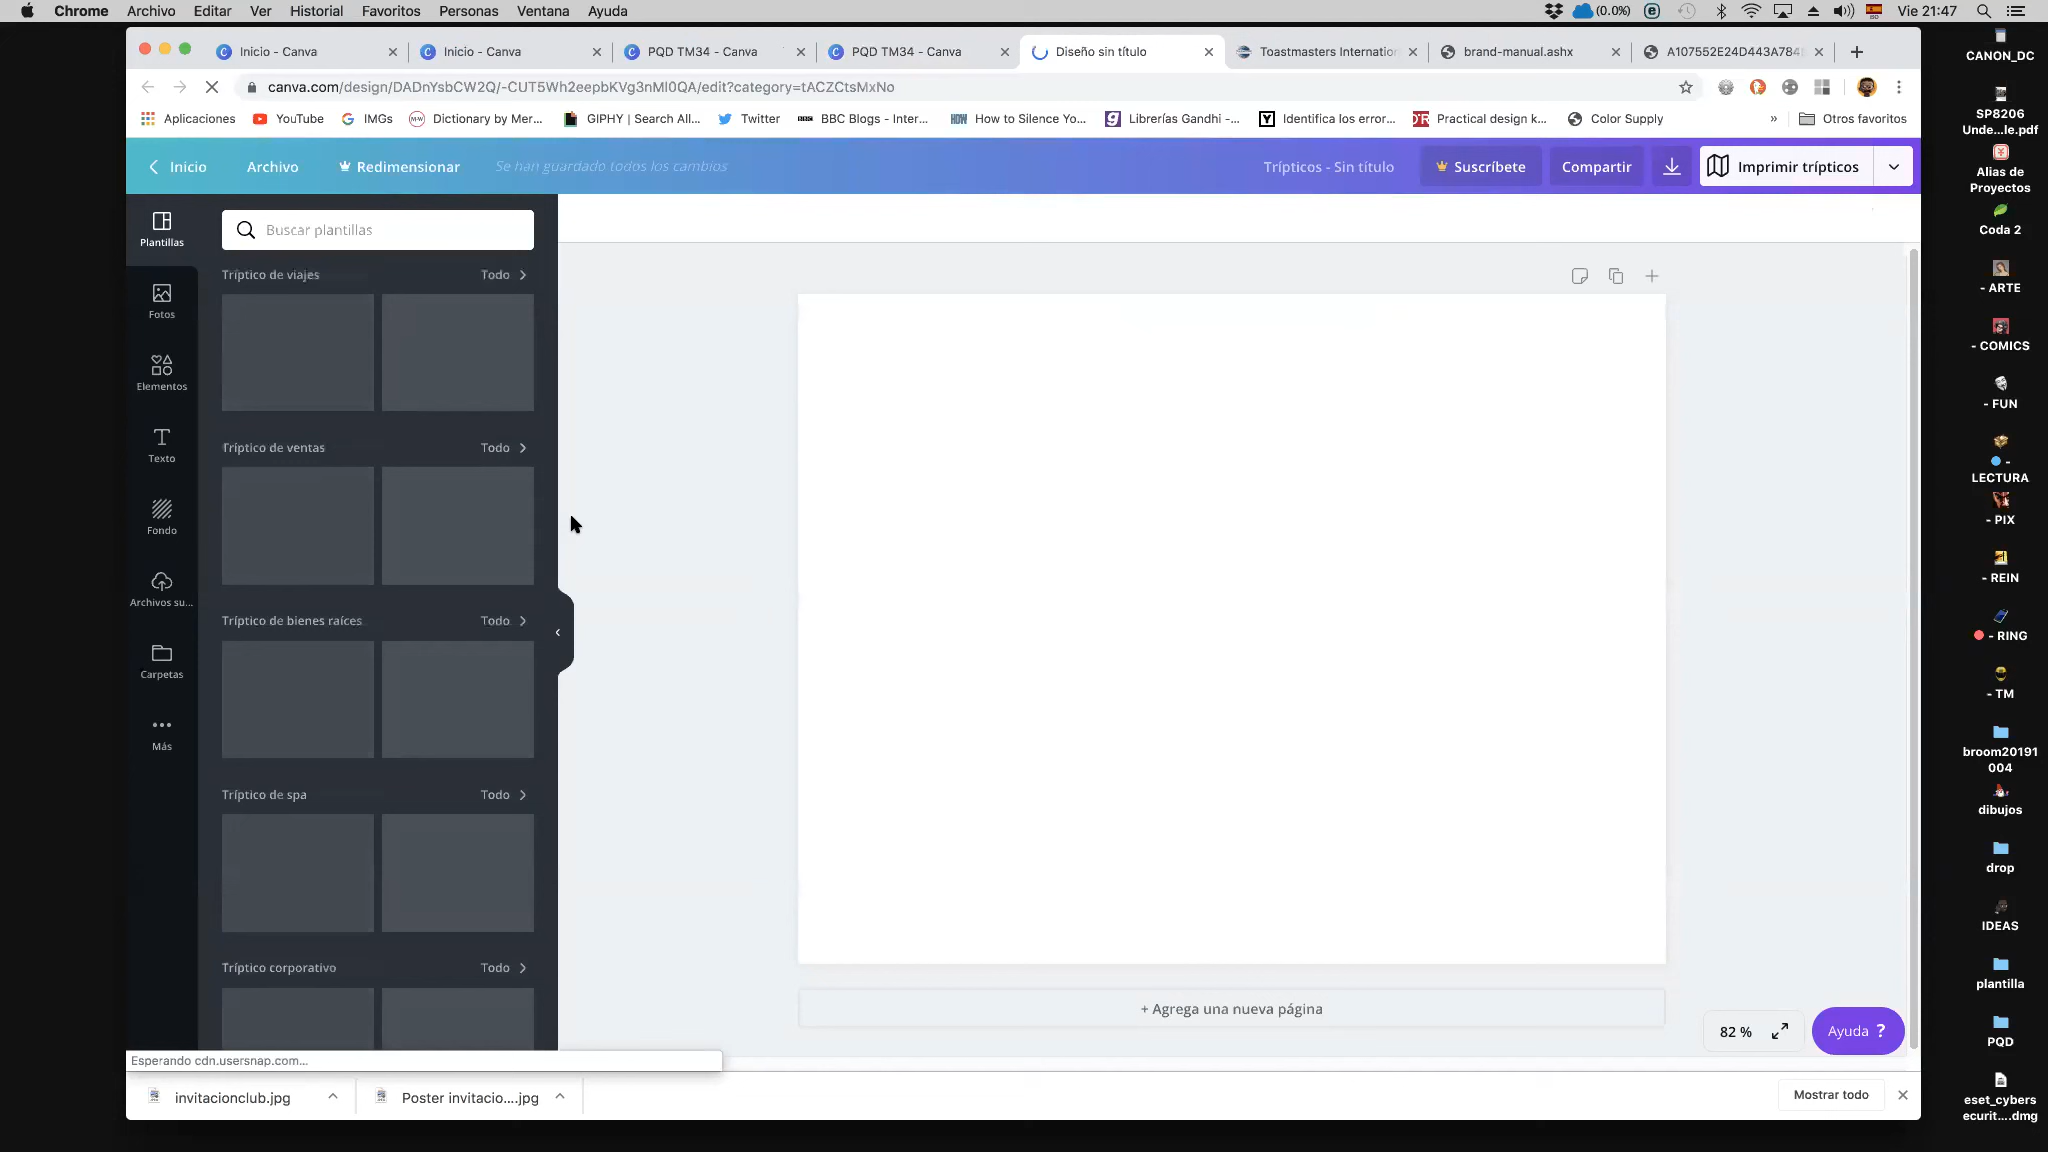 Chrome Archivo Editar Ver Historial Favoritos Personas Ventana Ayuda (0.0%) Vie 21:47
Inicio - Canva Inicio - Canva PQD TM34 - Canva PQD TM34 - Canva Diseño sin título Toastmasters Internation brand-manual.ashx A107552E24D443A784
canva.com/design/DADnYsbCW2Q/-CUT5Wh2eepbKVg3nMI0QA/edit?category=tACZCtsMxNo
Aplicaciones YouTube IMGs Dictionary by Mer... GIPHY | Search All... Twitter BBC Blogs - Inter... How to Silence Yo... Librerías Gandhi -... Identifica los error... Practical design k... Color Supply » Otros favoritos
Inicio Archivo Redimensionar Se han guardado todos los cambios Trípticos - Sin título Suscríbete Compartir Imprimir trípticos
Plantillas
Fotos
Elementos
Texto
Fondo
Archivos su...
Carpetas
Más
Buscar plantillas
Tríptico de viajes Todo
Tríptico de ventas Todo
Tríptico de bienes raíces Todo
Tríptico de spa Todo
Tríptico corporativo Todo
+ Agrega una nueva página
82 %
Ayuda ?
Esperando cdn.usersnap.com...
invitacionclub.jpg Poster invitacio....jpg Mostrar todo
CANON_DC
SP8206
Unde...le.pdf
Alias de
Proyectos
Coda 2
- ARTE
- COMICS
- FUN
-
LECTURA
- PIX
- REIN
- RING
- TM
broom20191
004
dibujos
drop
IDEAS
plantilla
PQD
eset_cybers
ecurit....dmg